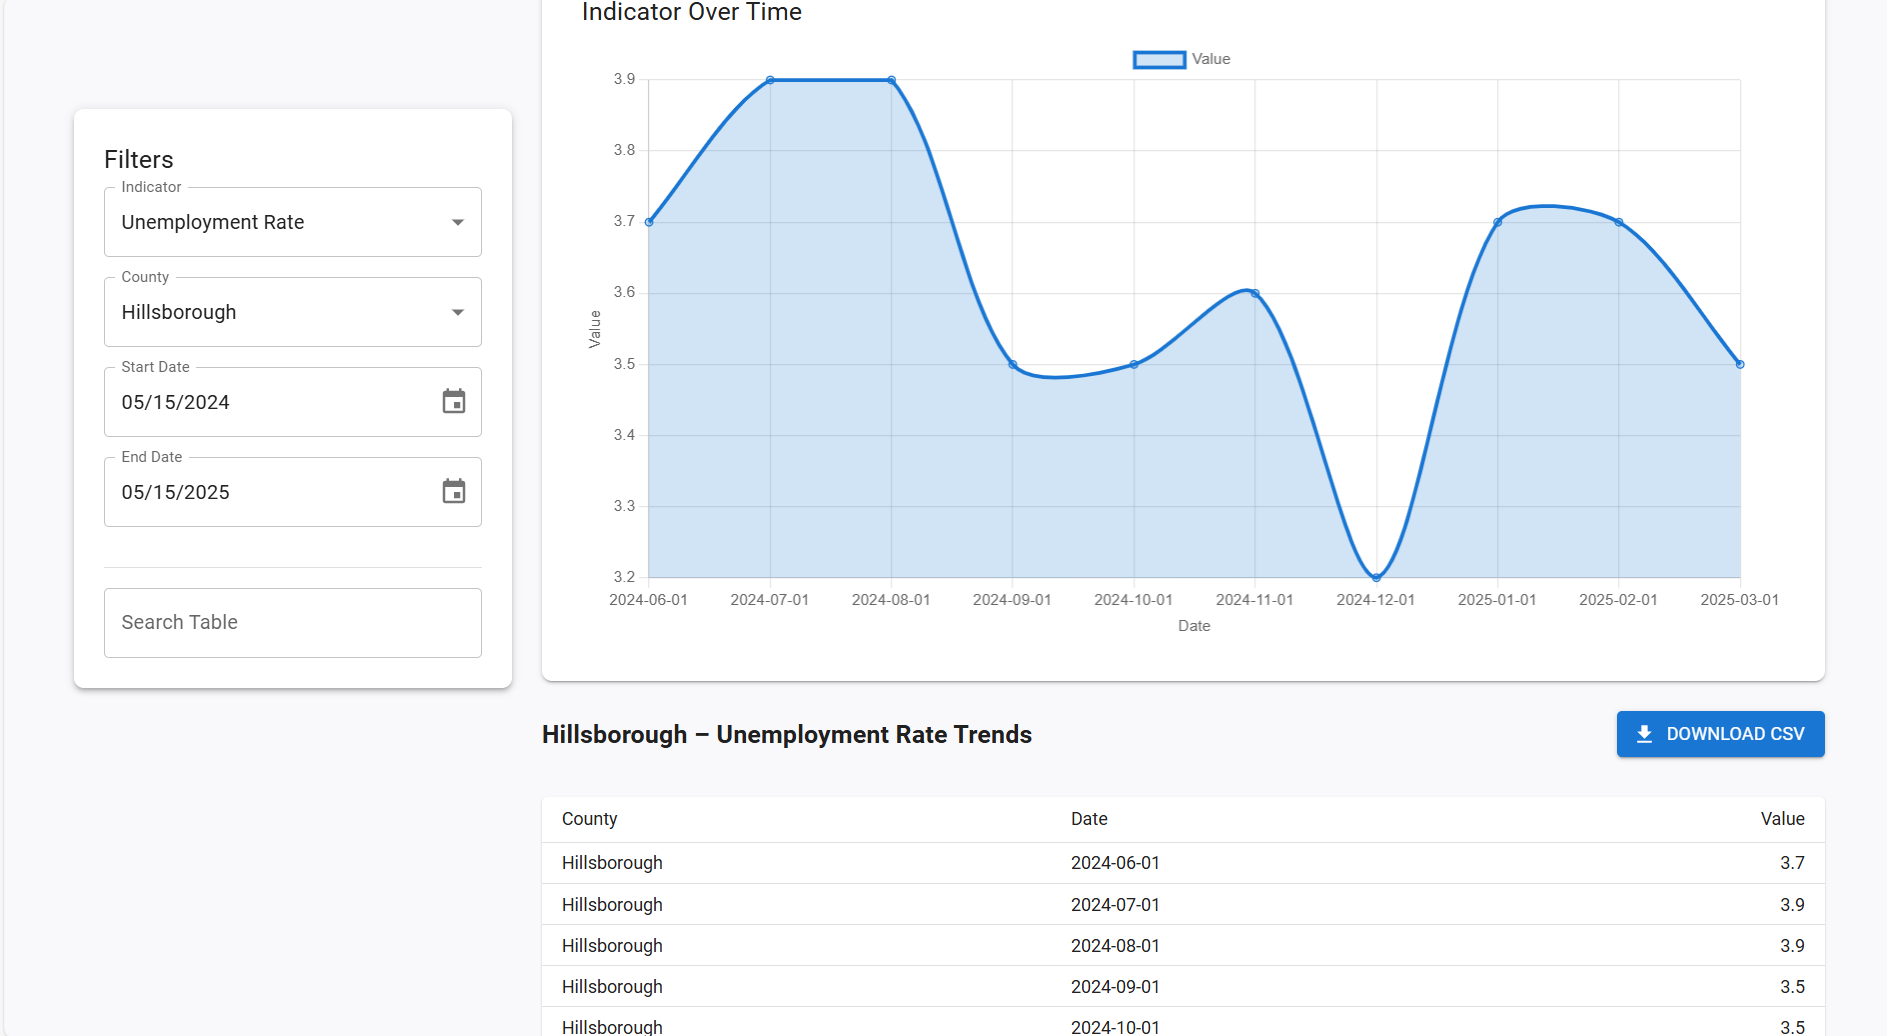 Indicator Over Time
Value
3.9
3.8
3.7
3.6
3.5
3.4
3.3
3.2
Value
2024-06-01 2024-07-01 2024-08-01 2024-09-01 2024-10-01 2024-11-01 2024-12-01 2025-01-01 2025-02-01 2025-03-01
Date
Filters
Indicator
Unemployment Rate
County
Hillsborough
Start Date
05/15/2024
End Date
05/15/2025
Search Table
Hillsborough – Unemployment Rate Trends
DOWNLOAD CSV
County Date Value
Hillsborough 2024-06-01 3.7
Hillsborough 2024-07-01 3.9
Hillsborough 2024-08-01 3.9
Hillsborough 2024-09-01 3.5
Hillsborough 2024-10-01 3.5